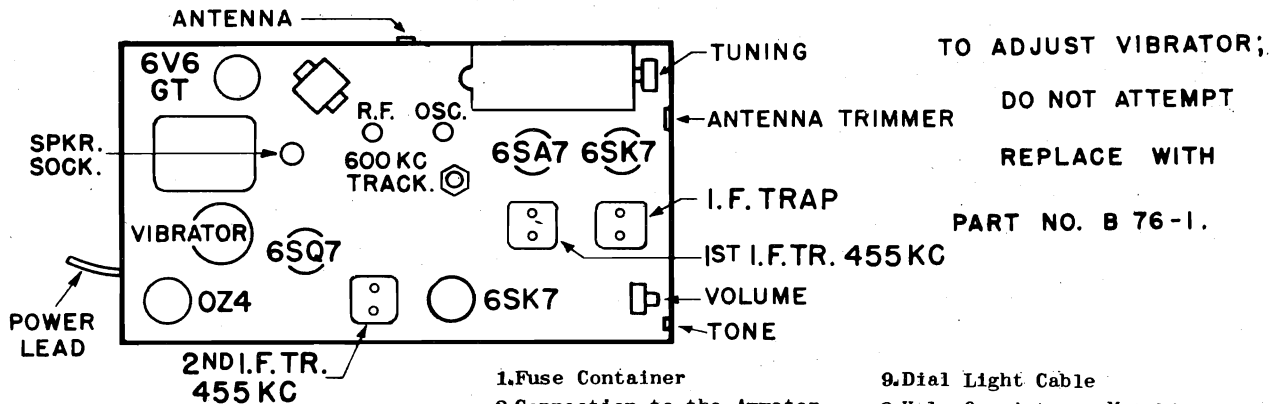 ANTENNA
6V6
GT
R.F. OSC.
SPKR.
SOCK.
600 KC
TRACK.
6SA7 6SK7
TUNING
ANTENNA TRIMMER
I.F. TRAP
1ST I.F. TR. 455 KC
VIBRATOR
6SQ7
OZ4
6SK7
VOLUME
TONE
POWER
LEAD
2ND I.F. TR.
455 KC
TO ADJUST VIBRATOR;
DO NOT ATTEMPT
REPLACE WITH
PART NO. B 76-1.
1.Fuse Container
9.Dial Light Cable